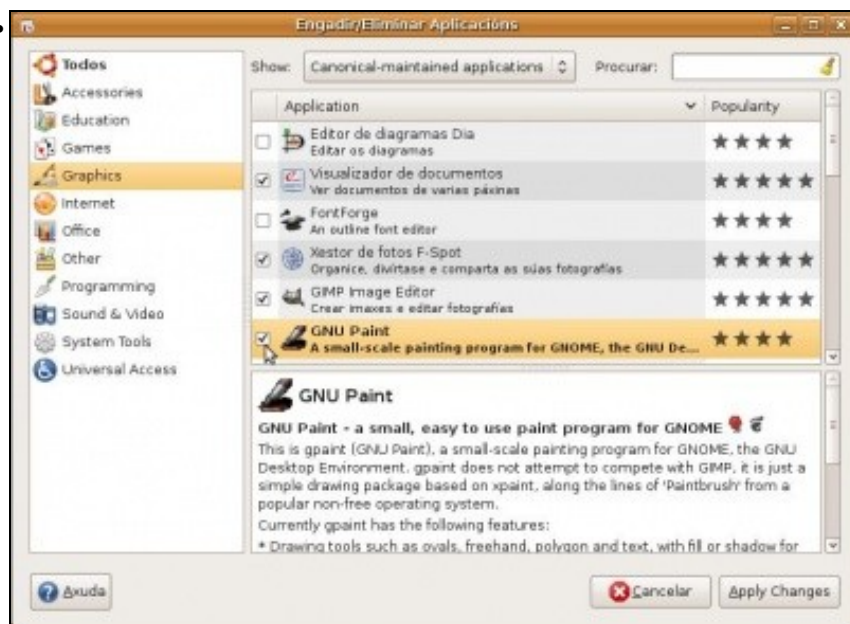 Engadir/Eliminar Aplicacións
Todos
Accessories
Education
Games
Graphics
Internet
Office
Other
Programming
Sound & Video
System Tools
Universal Access
Show: Canonical-maintained applications Procurar:
Application Popularity
Editor de diagramas Dia
Editar os diagramas
Visualizador de documentos
Ver documentos de varias páxinas
FontForge
An outline font editor
Xestor de fotos F-Spot
Organice, divírtase e comparta as súas fotografías
GIMP Image Editor
Crear imaxes e editar fotografías
GNU Paint
A small-scale painting program for GNOME, the GNU De...
GNU Paint
GNU Paint - a small, easy to use paint program for GNOME
This is gpaint (GNU Paint), a small-scale painting program for GNOME, the GNU
Desktop Environment. gpaint does not attempt to compete with GIMP, it is just a
simple drawing package based on xpaint, along the lines of 'Paintbrush' from a
popular non-free operating system.
Currently gpaint has the following features:
* Drawing tools such as ovals, freehand, polygon and text, with fill or shadow for
Axuda
Cancelar
Apply Changes